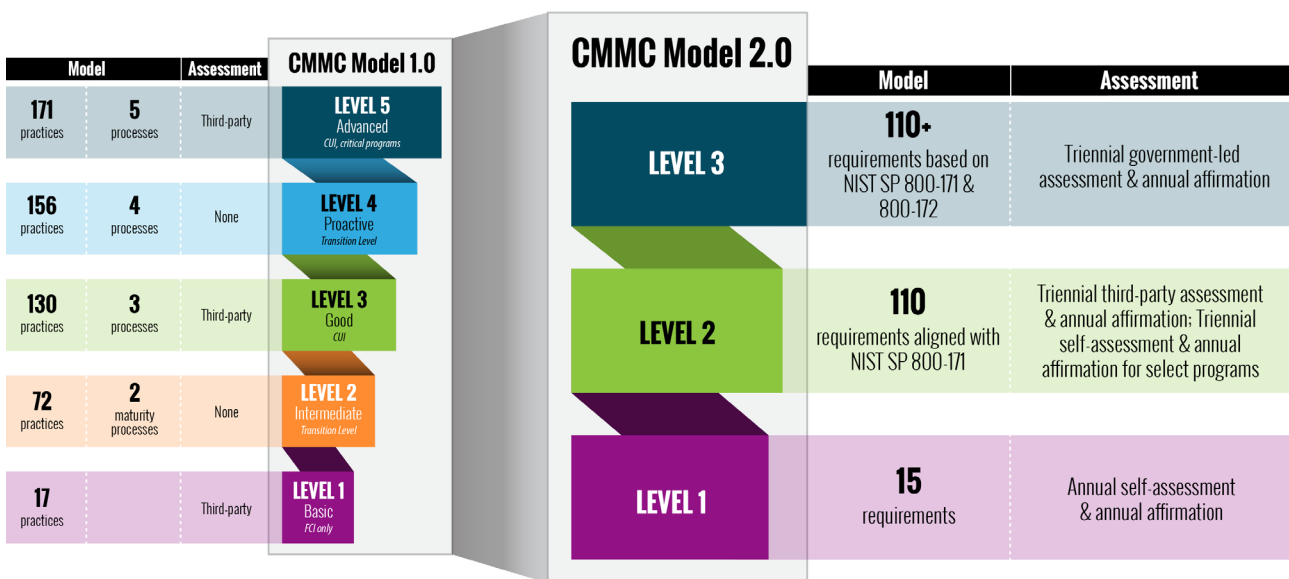 CMMC Model 1.0
Model
Assessment
171
practices
5
processes
Third-party
LEVEL 5
Advanced
CUI, critical programs
156
practices
4
processes
None
LEVEL 4
Proactive
Transition Level
130
practices
3
processes
Third-party
LEVEL 3
Good
CUI
72
practices
2
maturity
processes
None
LEVEL 2
Intermediate
Transition Level
17
practices
Third-party
LEVEL 1
Basic
FCI only
CMMC Model 2.0
Model
Assessment
LEVEL 3
110+
requirements based on
NIST SP 800-171 &
800-172
Triennial government-led
assessment & annual affirmation
LEVEL 2
110
requirements aligned with
NIST SP 800-171
Triennial third-party assessment
& annual affirmation; Triennial
self-assessment & annual
affirmation for select programs
LEVEL 1
15
requirements
Annual self-assessment
& annual affirmation